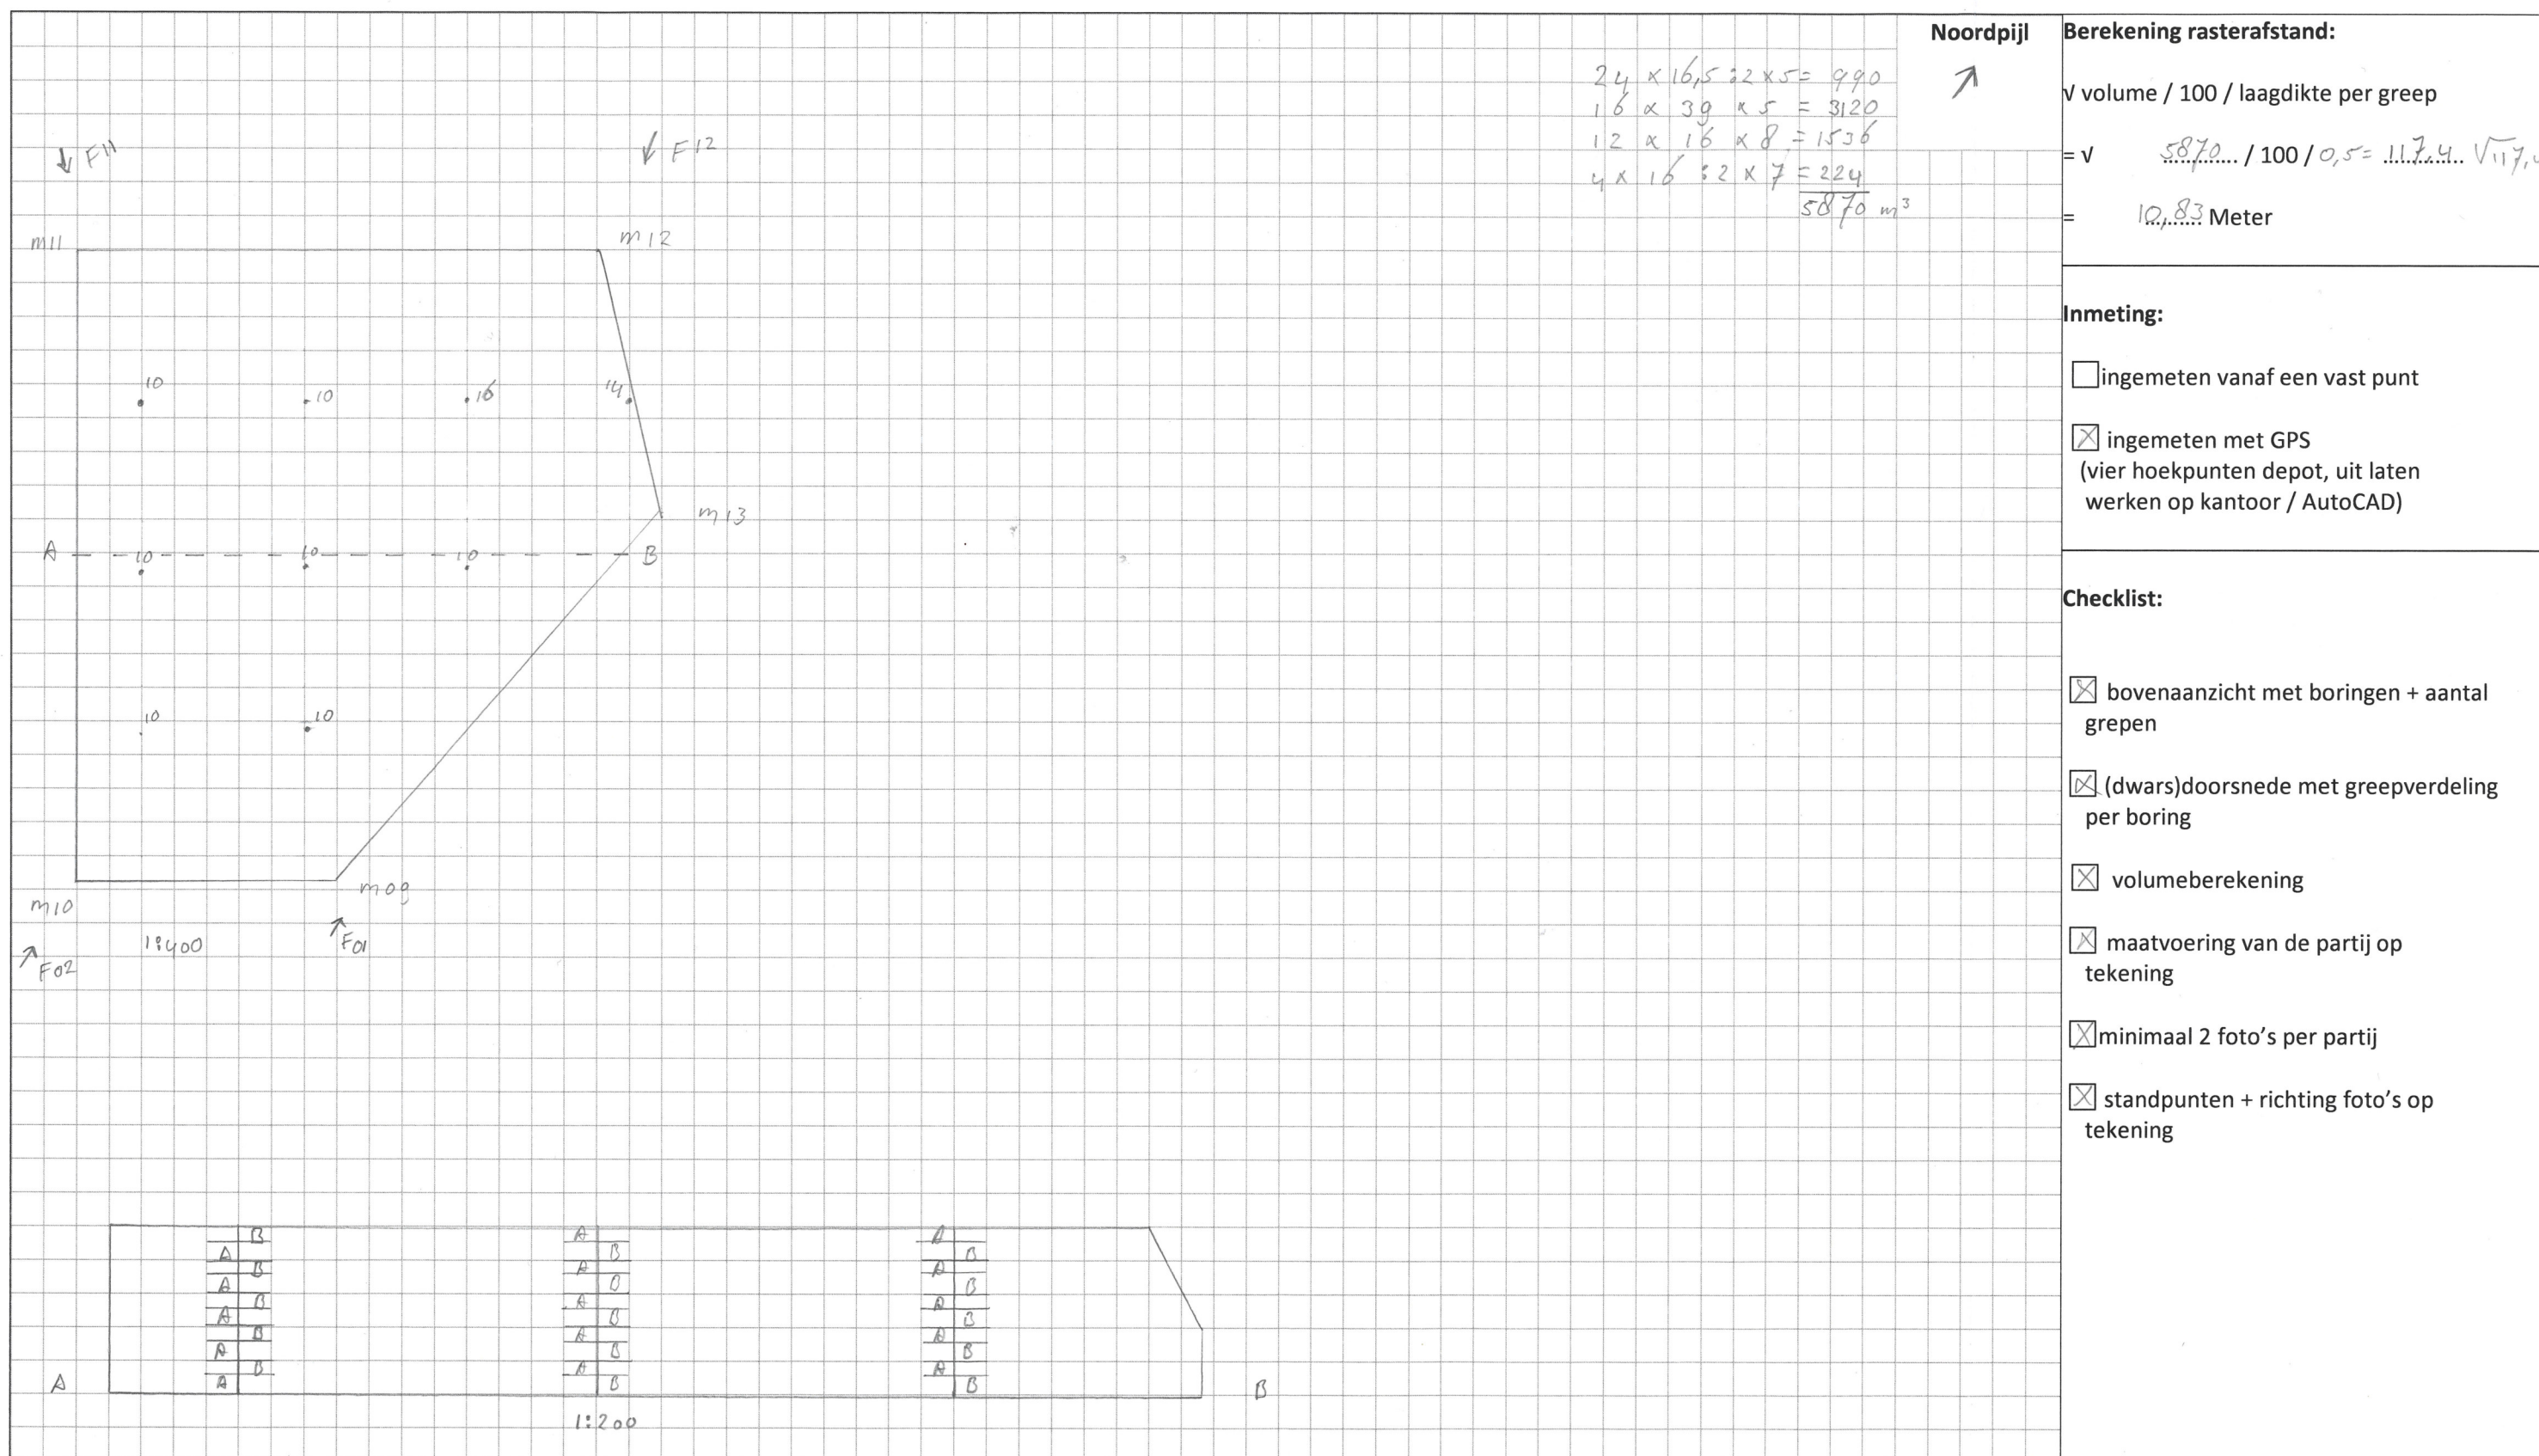 24 x 16,5 : 2 x 5 = 990
16 x 39 x 5 = 3120
12 x 16 x 8 = 1536
4 x 16 : 2 x 7 = 224
5870 m³
Noordpijl
Berekening rasterafstand:
√ volume / 100 / laagdikte per greep
= √ 5870... / 100 / 0,5 = 117,4.. √117,4
= 10,83 Meter
Inmeting:
ingemeten vanaf een vast punt
ingemeten met GPS
(vier hoekpunten depot, uit laten
werken op kantoor / AutoCAD)
Checklist:
bovenaanzicht met boringen + aantal
grepen
(dwars)doorsnede met greepverdeling
per boring
volumeberekening
maatvoering van de partij op
tekening
minimaal 2 foto's per partij
standpunten + richting foto's op
tekening
F11 F12
m11 m12
10 10 16 14
m13
A 10 10 10 B
10 10
m09
m10
1:400 F01
F02
B A A
A B B
B A A
A B B
B A A
A B B
B A A
A B B
B A A
A A B B B
1:200